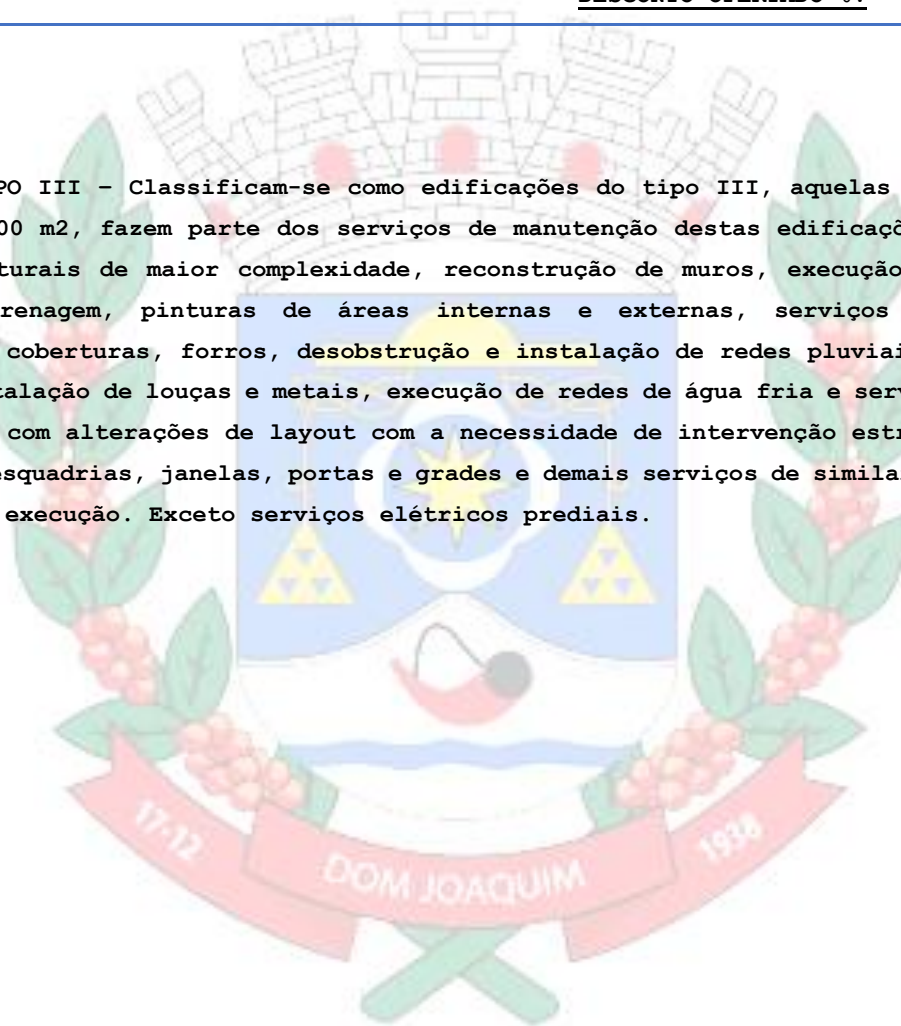 DESCONTO OFERTADO %:
PO III – Classificam-se como edificações do tipo III, aquelas
00 m2, fazem parte dos serviços de manutenção destas edificaçõ
turais de maior complexidade, reconstrução de muros, execução
renagem, pinturas de áreas internas e externas, serviços
coberturas, forros, desobstrução e instalação de redes pluviai
talação de louças e metais, execução de redes de água fria e ser
com alterações de layout com a necessidade de intervenção estr
esquadrias, janelas, portas e grades e demais serviços de simila
execução. Exceto serviços elétricos prediais.
17-12
DOM JOAQUIM
1938